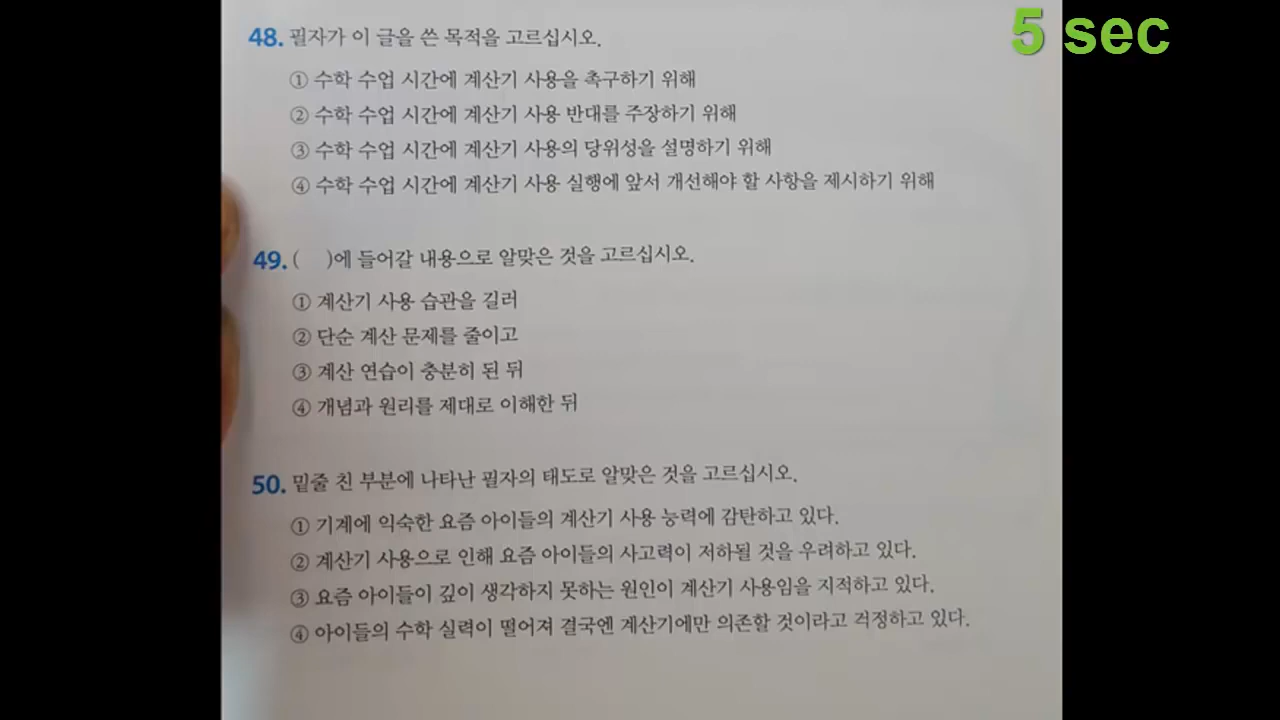 5 sec
48. 필자가 이 글을 쓴 목적을 고르십시오.
① 수학 수업 시간에 계산기 사용을 촉구하기 위해
② 수학 수업 시간에 계산기 사용 반대를 주장하기 위해
③ 수학 수업 시간에 계산기 사용의 당위성을 설명하기 위해
④ 수학 수업 시간에 계산기 사용 실행에 앞서 개선해야 할 사항을 제시하기 위해
49. (    )에 들어갈 내용으로 알맞은 것을 고르십시오.
① 계산기 사용 습관을 길러
② 단순 계산 문제를 줄이고
③ 계산 연습이 충분히 된 뒤
④ 개념과 원리를 제대로 이해한 뒤
50. 밑줄 친 부분에 나타난 필자의 태도로 알맞은 것을 고르십시오.
① 기계에 익숙한 요즘 아이들의 계산기 사용 능력에 감탄하고 있다.
② 계산기 사용으로 인해 요즘 아이들의 사고력이 저하될 것을 우려하고 있다.
③ 요즘 아이들이 깊이 생각하지 못하는 원인이 계산기 사용임을 지적하고 있다.
④ 아이들의 수학 실력이 떨어져 결국엔 계산기에만 의존할 것이라고 걱정하고 있다.